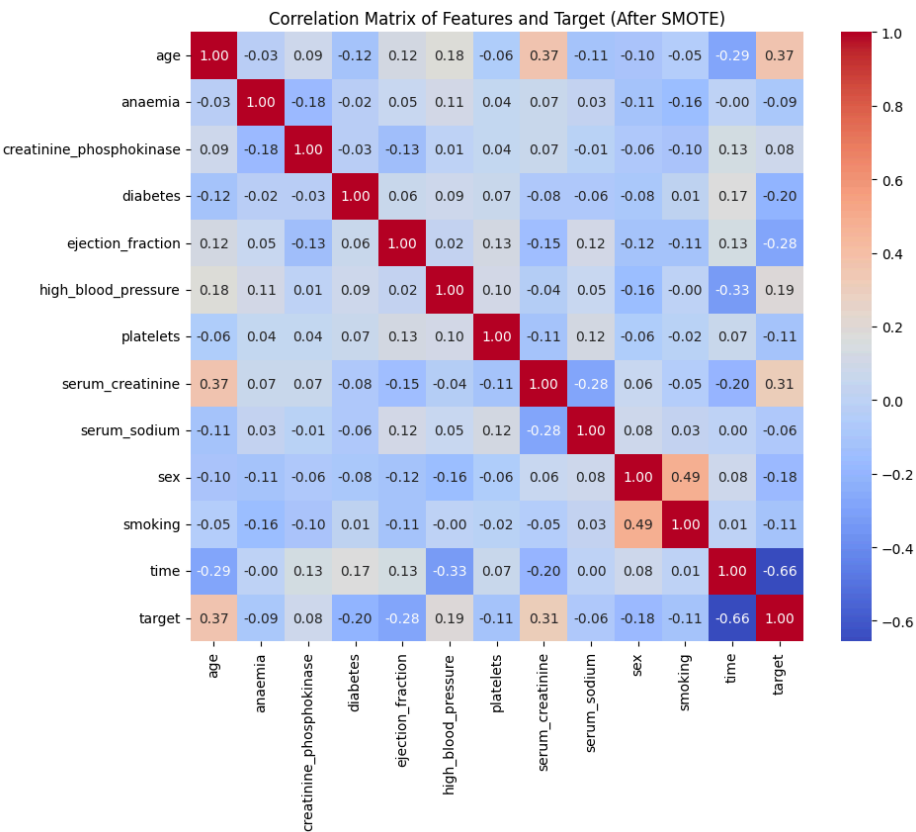 Correlation Matrix of Features and Target (After SMOTE)
age 1.00 -0.03 0.09 -0.12 0.12 0.18 -0.06 0.37 -0.11 -0.10 -0.05 -0.29 0.37
anaemia -0.03 1.00 -0.18 -0.02 0.05 0.11 0.04 0.07 0.03 -0.11 -0.16 -0.00 -0.09
creatinine_phosphokinase 0.09 -0.18 1.00 -0.03 -0.13 0.01 0.04 0.07 -0.01 -0.06 -0.10 0.13 0.08
diabetes -0.12 -0.02 -0.03 1.00 0.06 0.09 0.07 -0.08 -0.06 -0.08 0.01 0.17 -0.20
ejection_fraction 0.12 0.05 -0.13 0.06 1.00 0.02 0.13 -0.15 0.12 -0.12 -0.11 0.13 -0.28
high_blood_pressure 0.18 0.11 0.01 0.09 0.02 1.00 0.10 -0.04 0.05 -0.16 -0.00 -0.33 0.19
platelets -0.06 0.04 0.04 0.07 0.13 0.10 1.00 -0.11 0.12 -0.06 -0.02 0.07 -0.11
serum_creatinine 0.37 0.07 0.07 -0.08 -0.15 -0.04 -0.11 1.00 -0.28 0.06 -0.05 -0.20 0.31
serum_sodium -0.11 0.03 -0.01 -0.06 0.12 0.05 0.12 -0.28 1.00 0.08 0.03 0.00 -0.06
sex -0.10 -0.11 -0.06 -0.08 -0.12 -0.16 -0.06 0.06 0.08 1.00 0.49 0.08 -0.18
smoking -0.05 -0.16 -0.10 0.01 -0.11 -0.00 -0.02 -0.05 0.03 0.49 1.00 0.01 -0.11
time -0.29 -0.00 0.13 0.17 0.13 -0.33 0.07 -0.20 0.00 0.08 0.01 1.00 -0.66
target 0.37 -0.09 0.08 -0.20 -0.28 0.19 -0.11 0.31 -0.06 -0.18 -0.11 -0.66 1.00
age
anaemia
creatinine_phosphokinase
diabetes
ejection_fraction
high_blood_pressure
platelets
serum_creatinine
serum_sodium
sex
smoking
time
target
1.0
0.8
0.6
0.4
0.2
0.0
−0.2
−0.4
−0.6